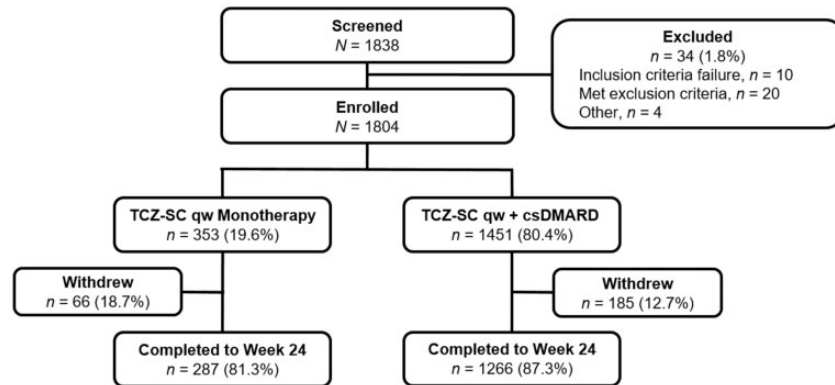 Screened
N = 1838
Excluded
n = 34 (1.8%)
Inclusion criteria failure, n = 10
Met exclusion criteria, n = 20
Other, n = 4
Enrolled
N = 1804
TCZ-SC qw Monotherapy
n = 353 (19.6%)
TCZ-SC qw + csDMARD
n = 1451 (80.4%)
Withdrew
n = 66 (18.7%)
Withdrew
n = 185 (12.7%)
Completed to Week 24
n = 287 (81.3%)
Completed to Week 24
n = 1266 (87.3%)